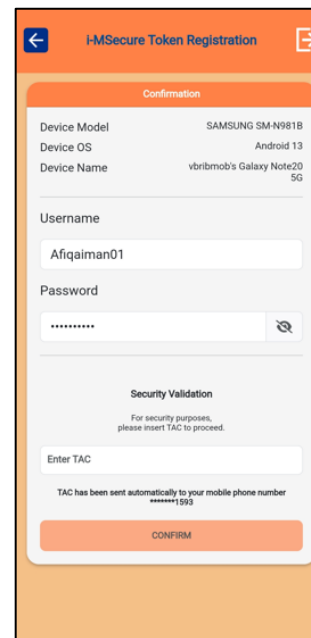 i-MSecure Token Registration
Confirmation
Device Model SAMSUNG SM-N981B
Device OS Android 13
Device Name vbribmob's Galaxy Note20
5G
Username
Afiqaiman01
Password
••••••••••
Security Validation
For security purposes,
please insert TAC to proceed.
Enter TAC
TAC has been sent automatically to your mobile phone number
*******1593
CONFIRM